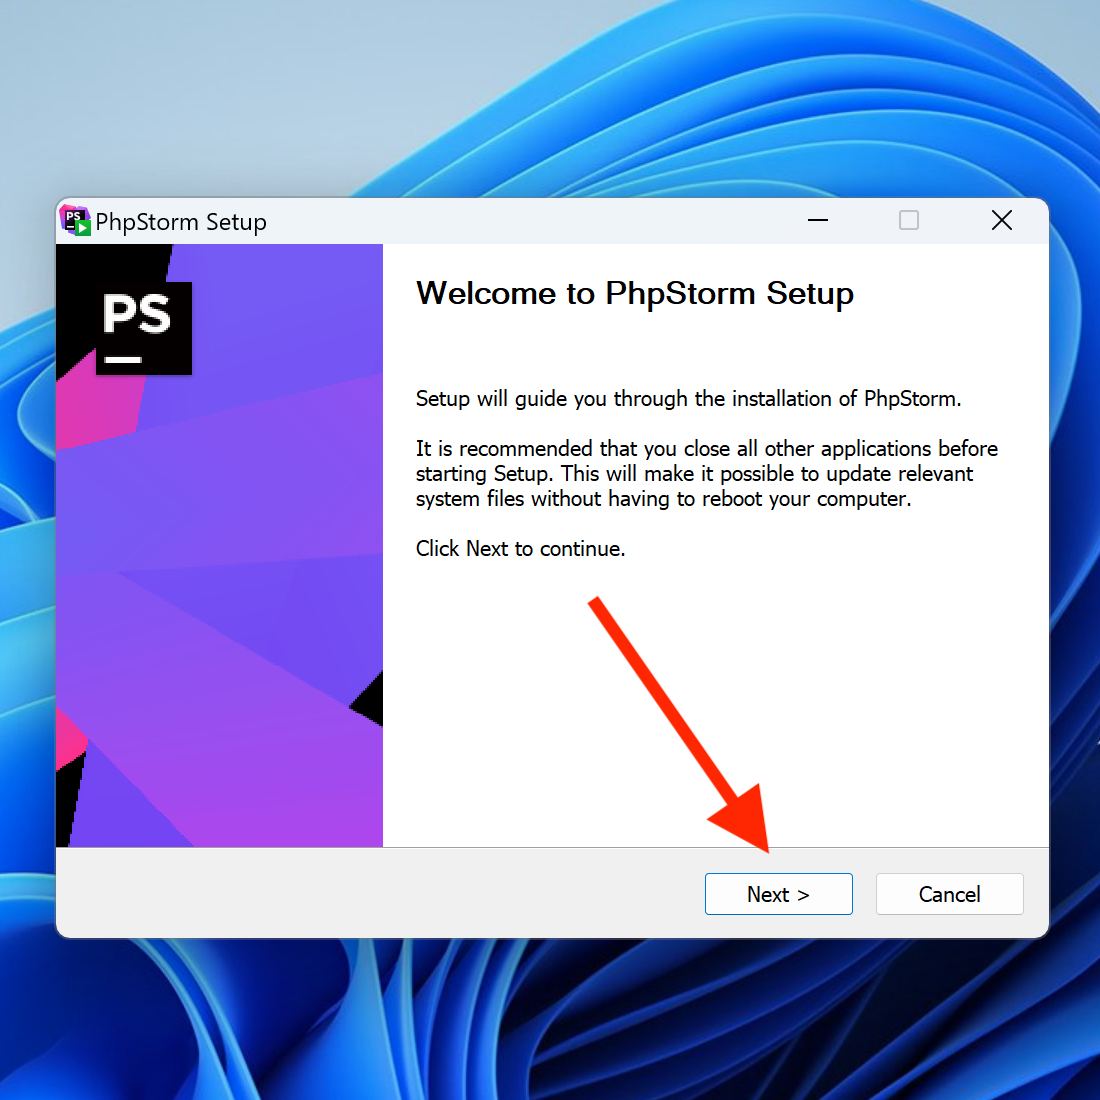 PS
PhpStorm Setup
PS
Welcome to PhpStorm Setup
Setup will guide you through the installation of PhpStorm.
It is recommended that you close all other applications before
starting Setup. This will make it possible to update relevant
system files without having to reboot your computer.
Click Next to continue.
Next >
Cancel